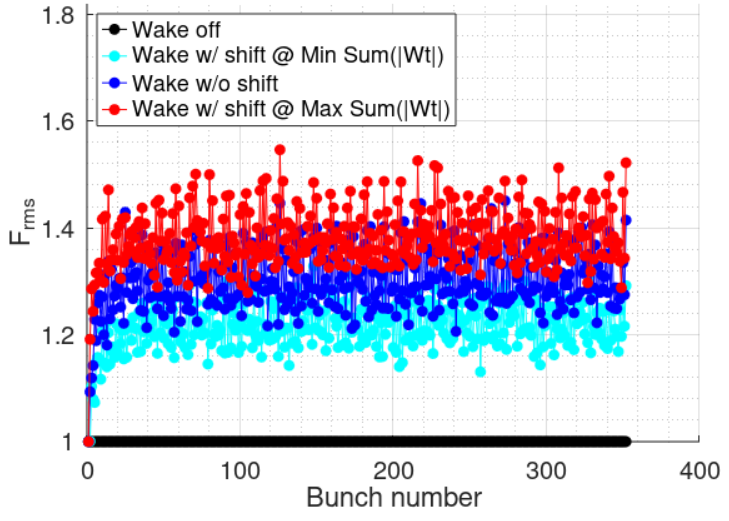 1.8
Wake off
Wake w/ shift @ Min Sum(|Wt|)
Wake w/o shift
Wake w/ shift @ Max Sum(|Wt|)
1.6
F_rms
1.4
1.2
1
0 100 200 300 400
Bunch number